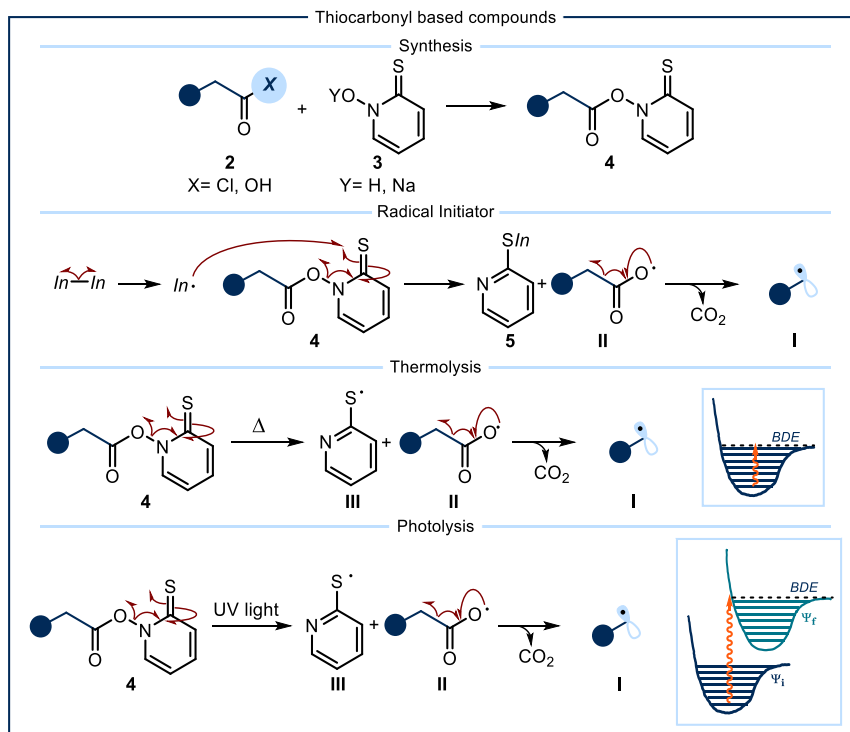 Thiocarbonyl based compounds
Synthesis
X
O
2
X= Cl, OH
+
YO
N
S
3
Y= H, Na
O
O
N
S
4
Radical Initiator
In—In
In·
O
O
N
S
4
SIn
N
5
+
O·
O
II
CO2
I
Thermolysis
O
O
N
S
4
Δ
S·
N
III
+
O·
O
II
CO2
I
BDE
Photolysis
O
O
N
S
4
UV light
S·
N
III
+
O·
O
II
CO2
I
BDE
Ψf
Ψi